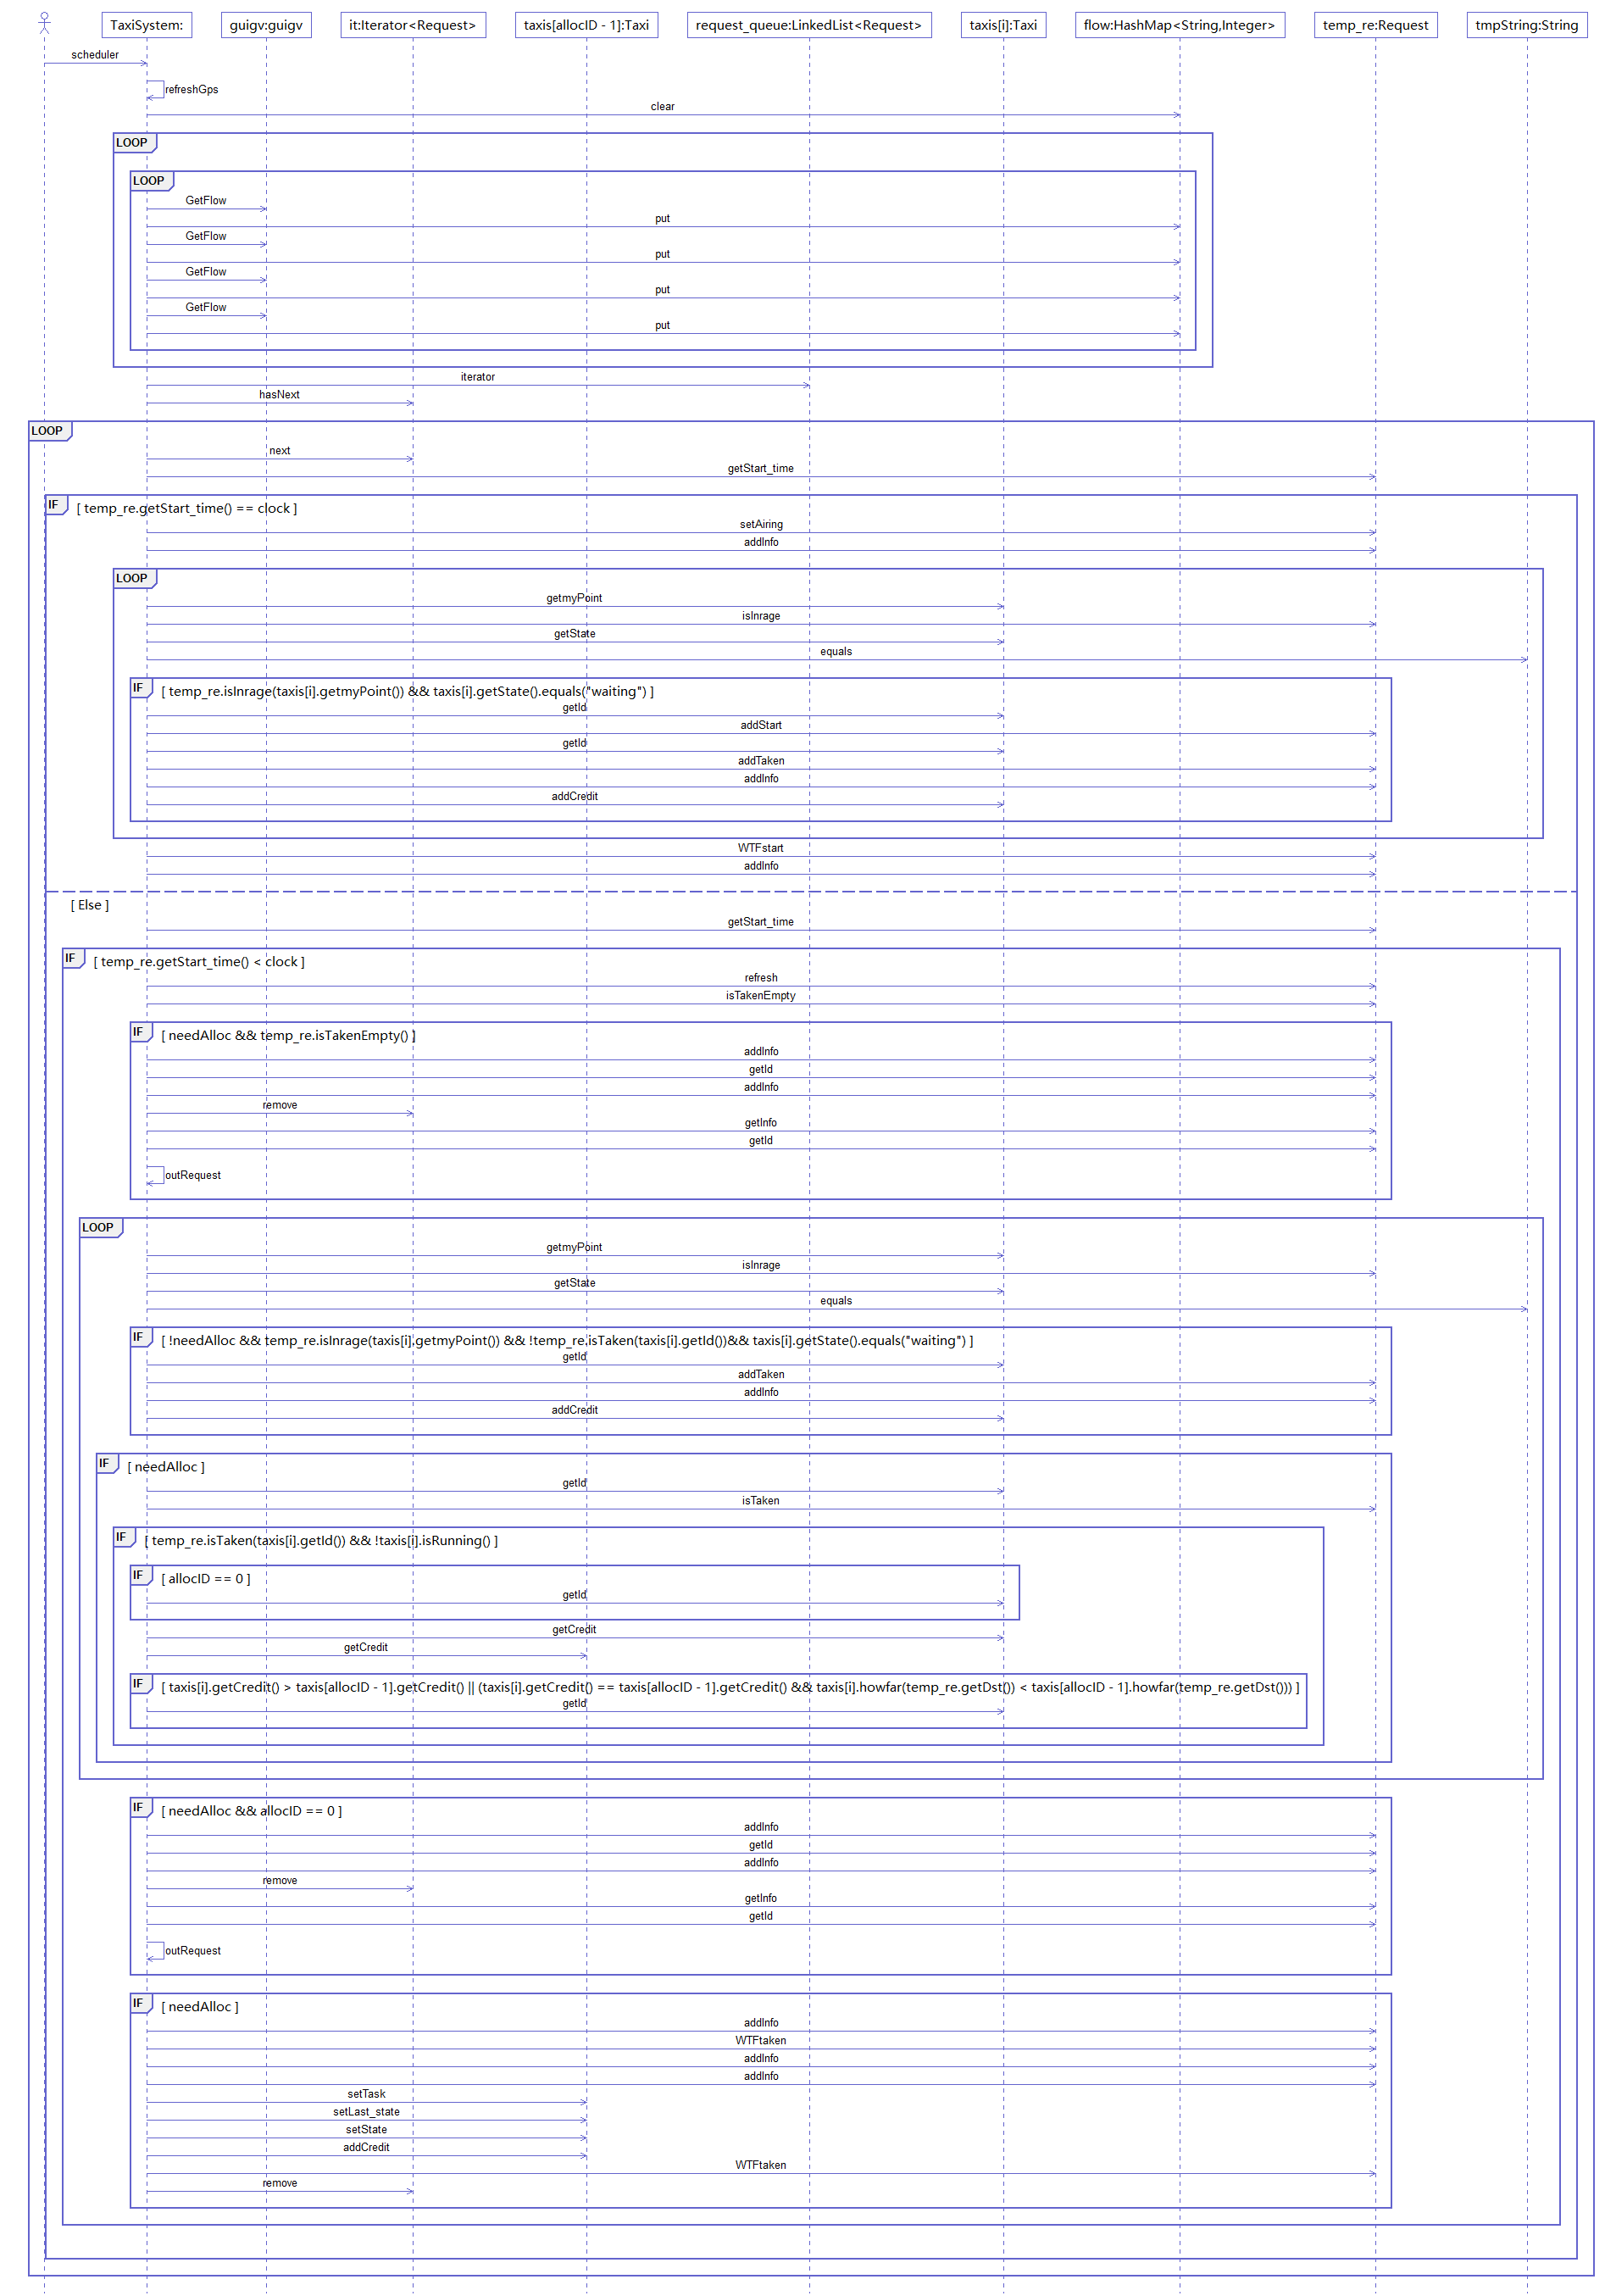 TaxiSystem:
guigv:guigv
it:Iterator<Request>
taxis[allocID - 1]:Taxi
request_queue:LinkedList<Request>
taxis[i]:Taxi
flow:HashMap<String,Integer>
temp_re:Request
tmpString:String
scheduler
refreshGps
clear
LOOP
LOOP
GetFlow
put
GetFlow
put
GetFlow
put
GetFlow
put
iterator
hasNext
LOOP
next
getStart_time
IF
[ temp_re.getStart_time() == clock ]
setAiring
addInfo
LOOP
getmyPoint
isInrage
getState
equals
IF
[ temp_re.isInrage(taxis[i].getmyPoint()) && taxis[i].getState().equals("waiting") ]
getId
addStart
getId
addTaken
addInfo
addCredit
WTFstart
addInfo
[ Else ]
getStart_time
IF
[ temp_re.getStart_time() < clock ]
refresh
isTakenEmpty
IF
[ needAlloc && temp_re.isTakenEmpty() ]
addInfo
getId
addInfo
remove
getInfo
getId
outRequest
LOOP
getmyPoint
isInrage
getState
equals
IF
[ !needAlloc && temp_re.isInrage(taxis[i].getmyPoint()) && !temp_re.isTaken(taxis[i].getId())&& taxis[i].getState().equals("waiting") ]
getId
addTaken
addInfo
addCredit
IF
[ needAlloc ]
getId
isTaken
IF
[ temp_re.isTaken(taxis[i].getId()) && !taxis[i].isRunning() ]
IF
[ allocID == 0 ]
getId
getCredit
getCredit
IF
[ taxis[i].getCredit() > taxis[allocID - 1].getCredit() || (taxis[i].getCredit() == taxis[allocID - 1].getCredit() && taxis[i].howfar(temp_re.getDst()) < taxis[allocID - 1].howfar(temp_re.getDst())) ]
getId
IF
[ needAlloc && allocID == 0 ]
addInfo
getId
addInfo
remove
getInfo
getId
outRequest
IF
[ needAlloc ]
addInfo
WTFtaken
addInfo
addInfo
setTask
setLast_state
setState
addCredit
WTFtaken
remove